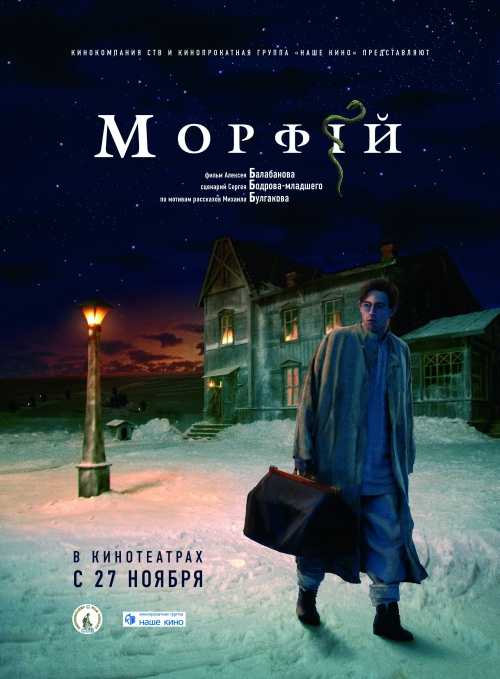 КИНОКОМПАНИЯ СТВ И КИНОПРОКАТНАЯ ГРУППА «НАШЕ КИНО» ПРЕДСТАВЛЯЮТ
МОРФІЙ
фильм Алексея Балабанова
сценарий Сергея Бодрова-младшего
по мотивам рассказов Михаила Булгакова
В КИНОТЕАТРАХ
С 27 НОЯБРЯ
кинопрокатная группа
наше кино